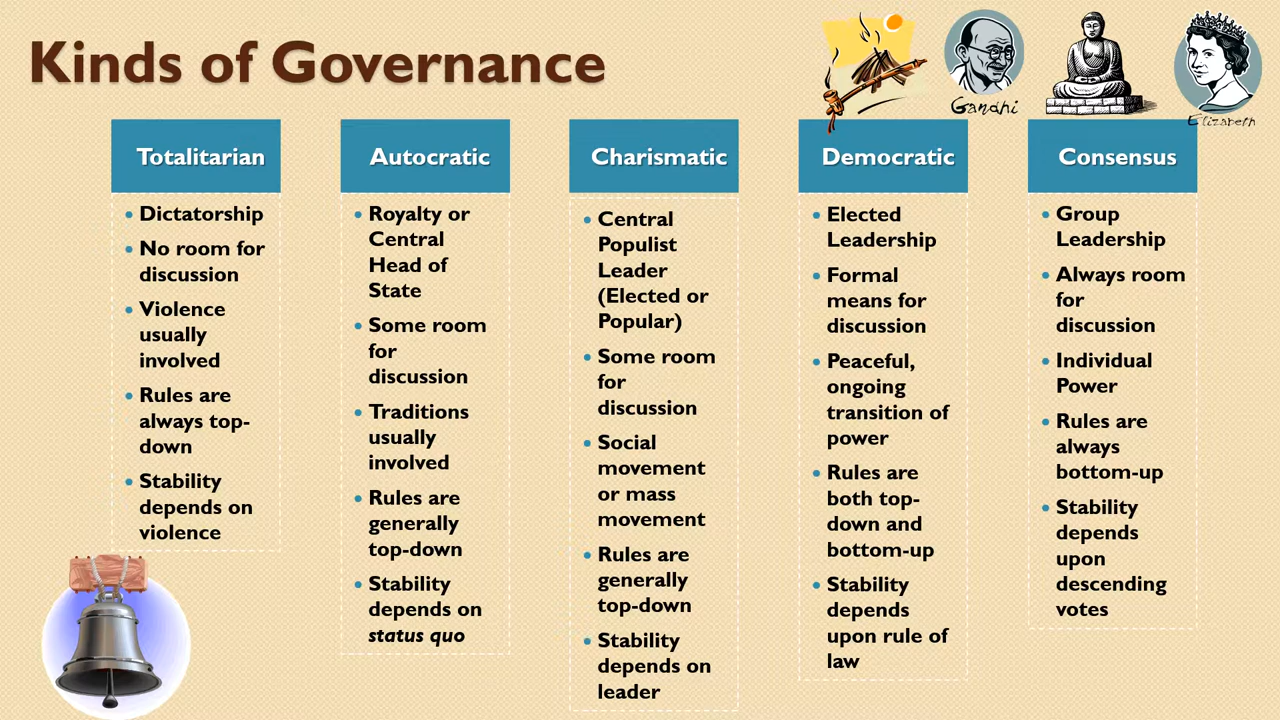 Kinds of Governance
Gandhi
Elizabeth
Totalitarian
• Dictatorship
• No room for
discussion
• Violence
usually
involved
• Rules are
always top-
down
• Stability
depends on
violence
Autocratic
• Royalty or
Central
Head of
State
• Some room
for
discussion
• Traditions
usually
involved
• Rules are
generally
top-down
• Stability
depends on
status quo
Charismatic
• Central
Populist
Leader
(Elected or
Popular)
• Some room
for
discussion
• Social
movement
or mass
movement
• Rules are
generally
top-down
• Stability
depends on
leader
Democratic
• Elected
Leadership
• Formal
means for
discussion
• Peaceful,
ongoing
transition of
power
• Rules are
both top-
down and
bottom-up
• Stability
depends
upon rule of
law
Consensus
• Group
Leadership
• Always room
for
discussion
• Individual
Power
• Rules are
always
bottom-up
• Stability
depends
upon
descending
votes